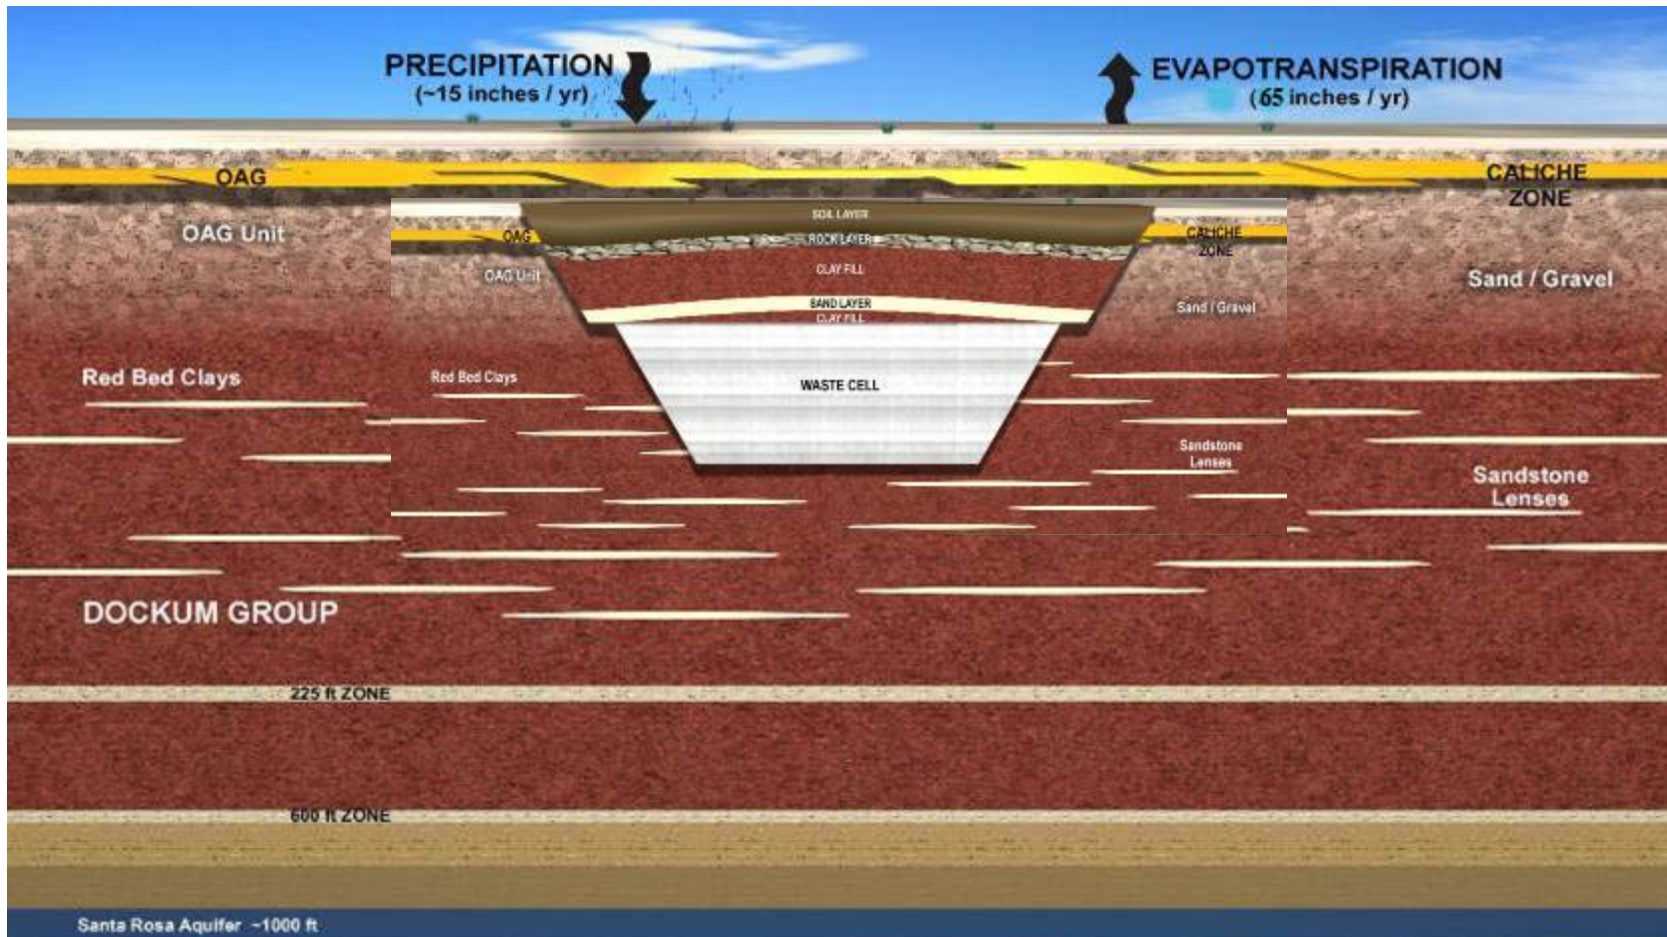 PRECIPITATION
(~15 inches / yr)
EVAPOTRANSPIRATION
(65 inches / yr)
OAG
CALICHE
ZONE
OAG Unit
Sand / Gravel
SOIL LAYER
ROCK LAYER
CLAY FILL
SAND LAYER
CLAY FILL
OAG
CALICHE
ZONE
OAG Unit
Sand / Gravel
WASTE CELL
Red Bed Clays
Red Bed Clays
Sandstone
Lenses
Sandstone
Lenses
DOCKUM GROUP
225 ft ZONE
600 ft ZONE
Santa Rosa Aquifer ~1000 ft